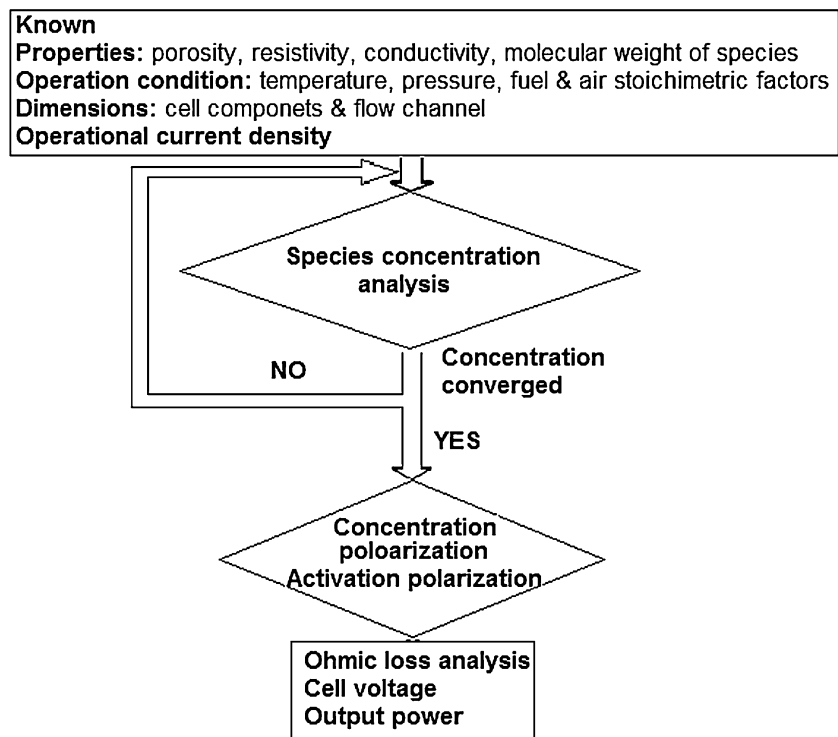 Known
Properties: porosity, resistivity, conductivity, molecular weight of species
Operation condition: temperature, pressure, fuel & air stoichimetric factors
Dimensions: cell componets & flow channel
Operational current density
Species concentration
analysis
NO
Concentration
converged
YES
Concentration
poloarization
Activation polarization
Ohmic loss analysis
Cell voltage
Output power